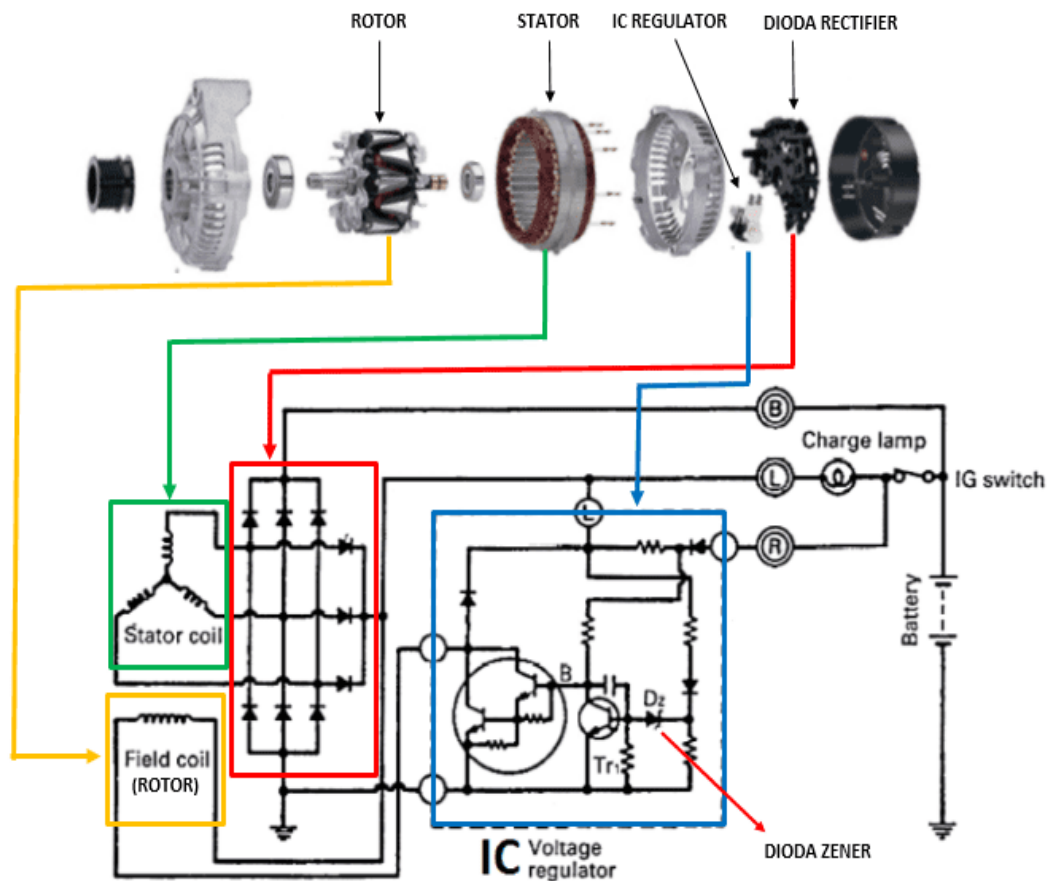 ROTOR
STATOR
IC REGULATOR
DIODA RECTIFIER
B
Charge lamp
L
IG switch
L
R
Stator coil
Battery
B
Dz
Field coil
(ROTOR)
Tr1
IC Voltage
regulator
DIODA ZENER